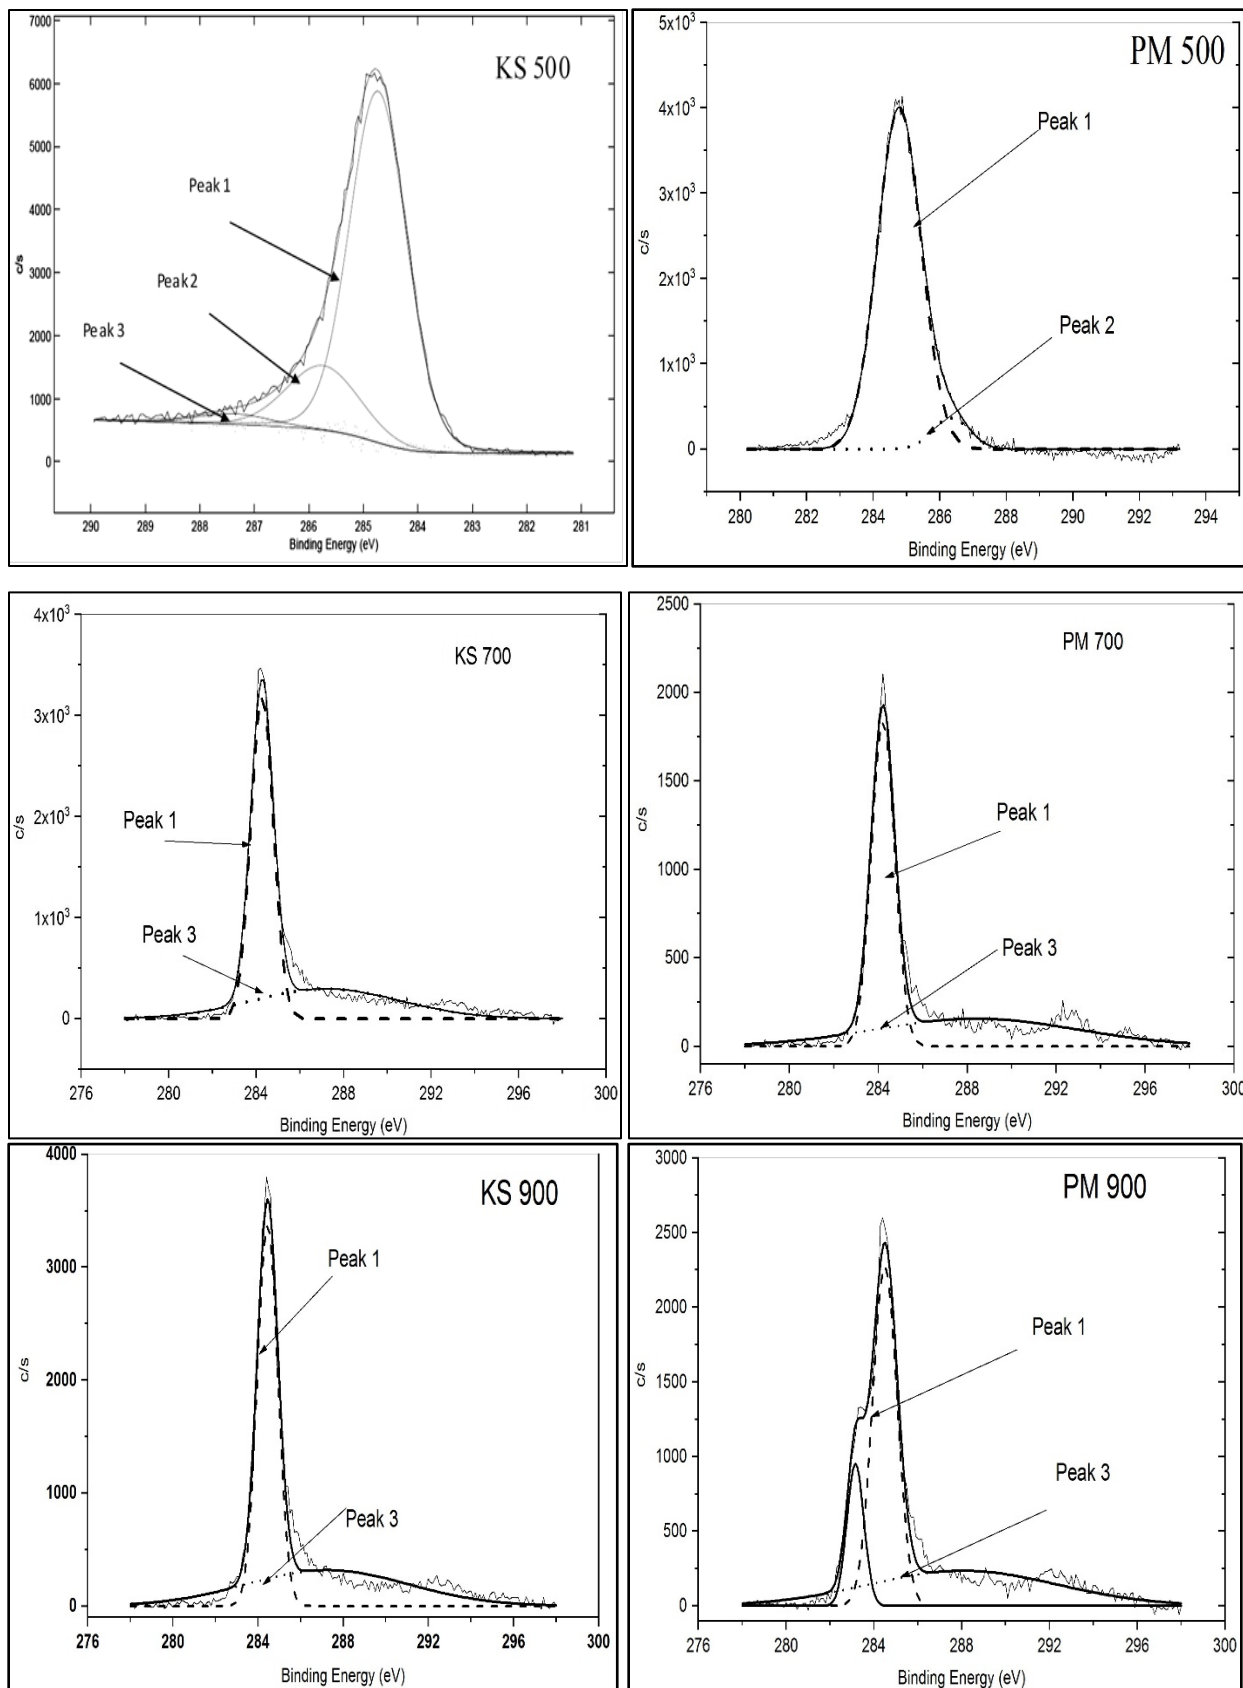 KS 500
7000
6000
5000
4000
3000
2000
1000
0
c/s
Peak 1
Peak 2
Peak 3
290 289 288 287 286 285 284 283 282 281
Binding Energy (eV)
PM 500
5x10³
4x10³
3x10³
2x10³
1x10³
0
c/s
Peak 1
Peak 2
280 282 284 286 288 290 292 294
Binding Energy (eV)
KS 700
4x10³
3x10³
2x10³
1x10³
0
c/s
Peak 1
Peak 3
276 280 284 288 292 296 300
Binding Energy (eV)
PM 700
2500
2000
1500
1000
500
0
c/s
Peak 1
Peak 3
276 280 284 288 292 296 300
Binding Energy (eV)
KS 900
4000
3000
2000
1000
0
c/s
Peak 1
Peak 3
276 280 284 288 292 296 300
Binding Energy (eV)
PM 900
3000
2500
2000
1500
1000
500
0
c/s
Peak 1
Peak 3
276 280 284 288 292 296 300
Binding Energy (eV)